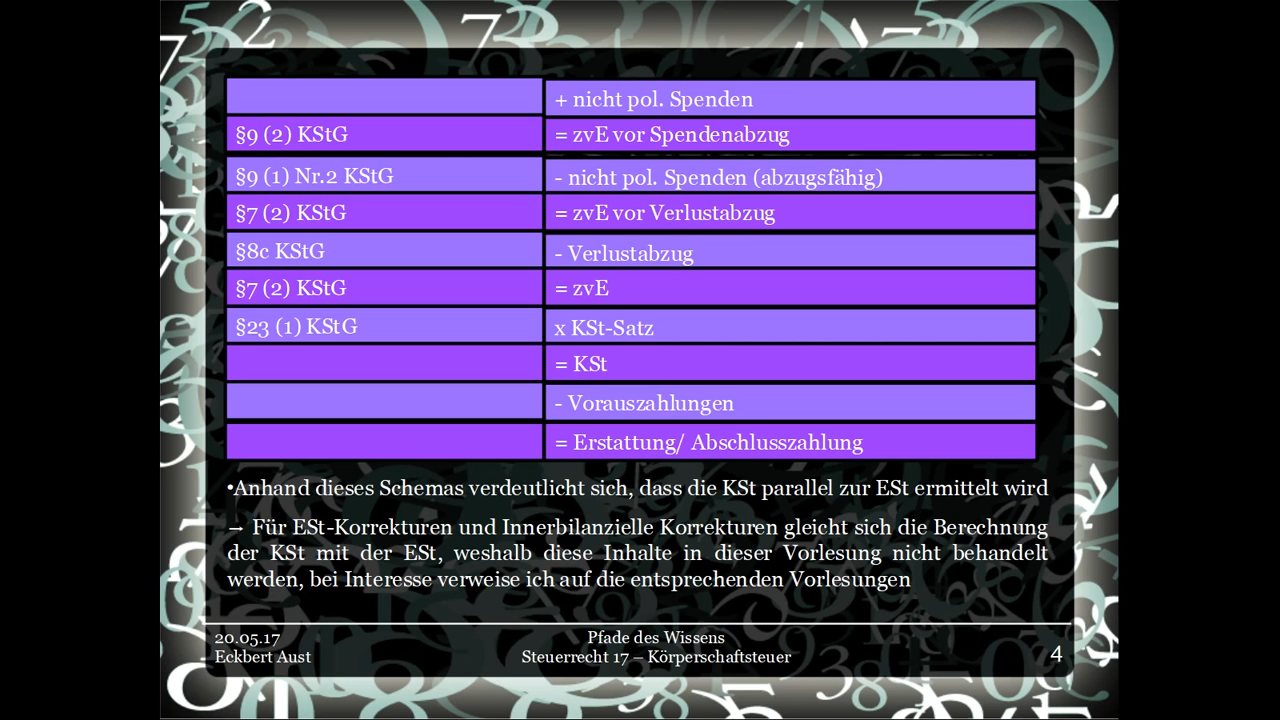 + nicht pol. Spenden
§9 (2) KStG = zvE vor Spendenabzug
§9 (1) Nr.2 KStG - nicht pol. Spenden (abzugsfähig)
§7 (2) KStG = zvE vor Verlustabzug
§8c KStG - Verlustabzug
§7 (2) KStG = zvE
§23 (1) KStG x KSt-Satz
= KSt
- Vorauszahlungen
= Erstattung/ Abschlusszahlung
•Anhand dieses Schemas verdeutlicht sich, dass die KSt parallel zur ESt ermittelt wird
→ Für ESt-Korrekturen und Innerbilanzielle Korrekturen gleicht sich die Berechnung
der KSt mit der ESt, weshalb diese Inhalte in dieser Vorlesung nicht behandelt
werden, bei Interesse verweise ich auf die entsprechenden Vorlesungen
20.05.17 Pfade des Wissens
Eckbert Aust Steuerrecht 17 – Körperschaftsteuer 4